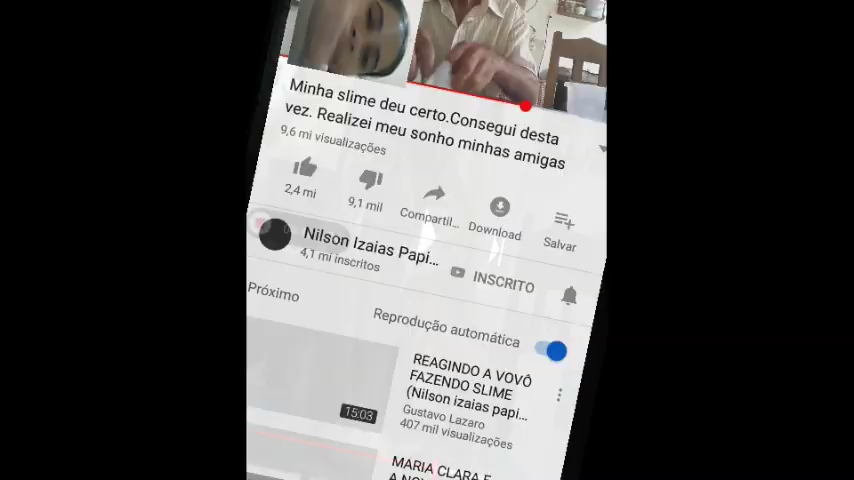 Minha slime deu certo.Consegui desta
vez. Realizei meu sonho minhas amigas
9,6 mi visualizações
2,4 mi
9,1 mil
Compartil...
Download
Salvar
Nilson Izaias Papi...
4,1 mi inscritos
INSCRITO
Próximo
Reprodução automática
15:03
REAGINDO A VOVÔ
FAZENDO SLIME
(Nilson izaias papi...
Gustavo Lazaro
407 mil visualizações
MARIA CLARA E